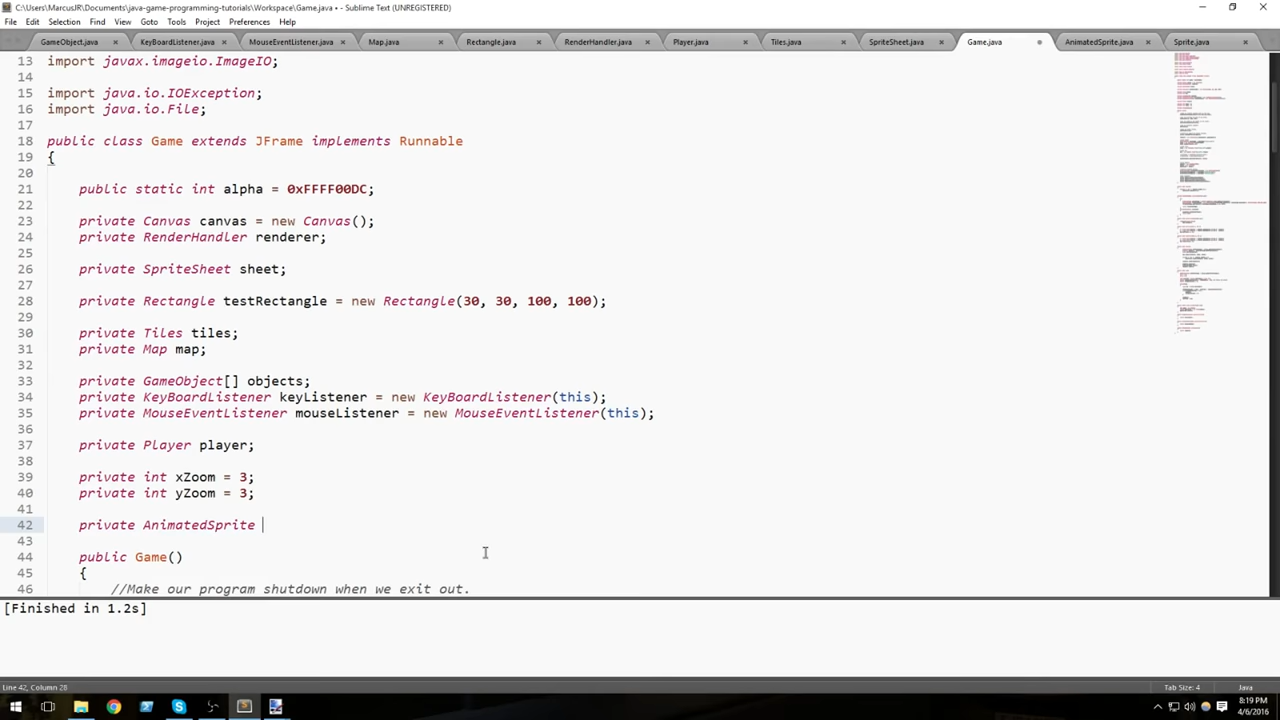 C:\Users\MarcusJR\Documents\java-game-programming-tutorials\Workspace\Game.java • - Sublime Text (UNREGISTERED)
File Edit Selection Find View Goto Tools Project Preferences Help
GameObject.java KeyBoardListener.java MouseEventListener.java Map.java Rectangle.java RenderHandler.java Player.java Tiles.java SpriteSheet.java Game.java AnimatedSprite.java Sprite.java
13 import javax.imageio.ImageIO;
14
15 import java.io.IOException;
16 import java.io.File;
17
18 public class Game extends JFrame implements Runnable
19 {
20
21 public static int alpha = 0xFFFF00DC;
22
23 private Canvas canvas = new Canvas();
24 private RenderHandler renderer;
25
26 private SpriteSheet sheet;
27
28 private Rectangle testRectangle = new Rectangle(30, 30, 100, 100);
29
30 private Tiles tiles;
31 private Map map;
32
33 private GameObject[] objects;
34 private KeyBoardListener keyListener = new KeyBoardListener(this);
35 private MouseEventListener mouseListener = new MouseEventListener(this);
36
37 private Player player;
38
39 private int xZoom = 3;
40 private int yZoom = 3;
41
42 private AnimatedSprite
43
44 public Game()
45 {
46 //Make our program shutdown when we exit out.
[Finished in 1.2s]
Line 42, Column 28 Tab Size: 4 Java
8:19 PM
4/6/2016